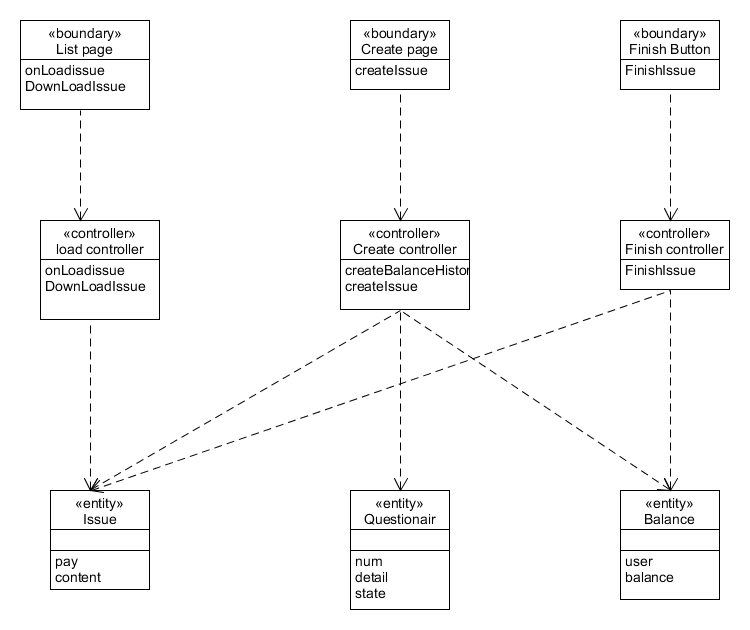 «boundary»
List page
onLoadissue
DownLoadIssue
«boundary»
Create page
createIssue
«boundary»
Finish Button
FinishIssue
«controller»
load controller
onLoadissue
DownLoadIssue
«controller»
Create controller
createBalanceHistor
createIssue
«controller»
Finish controller
FinishIssue
«entity»
Issue
pay
content
«entity»
Questionair
num
detail
state
«entity»
Balance
user
balance